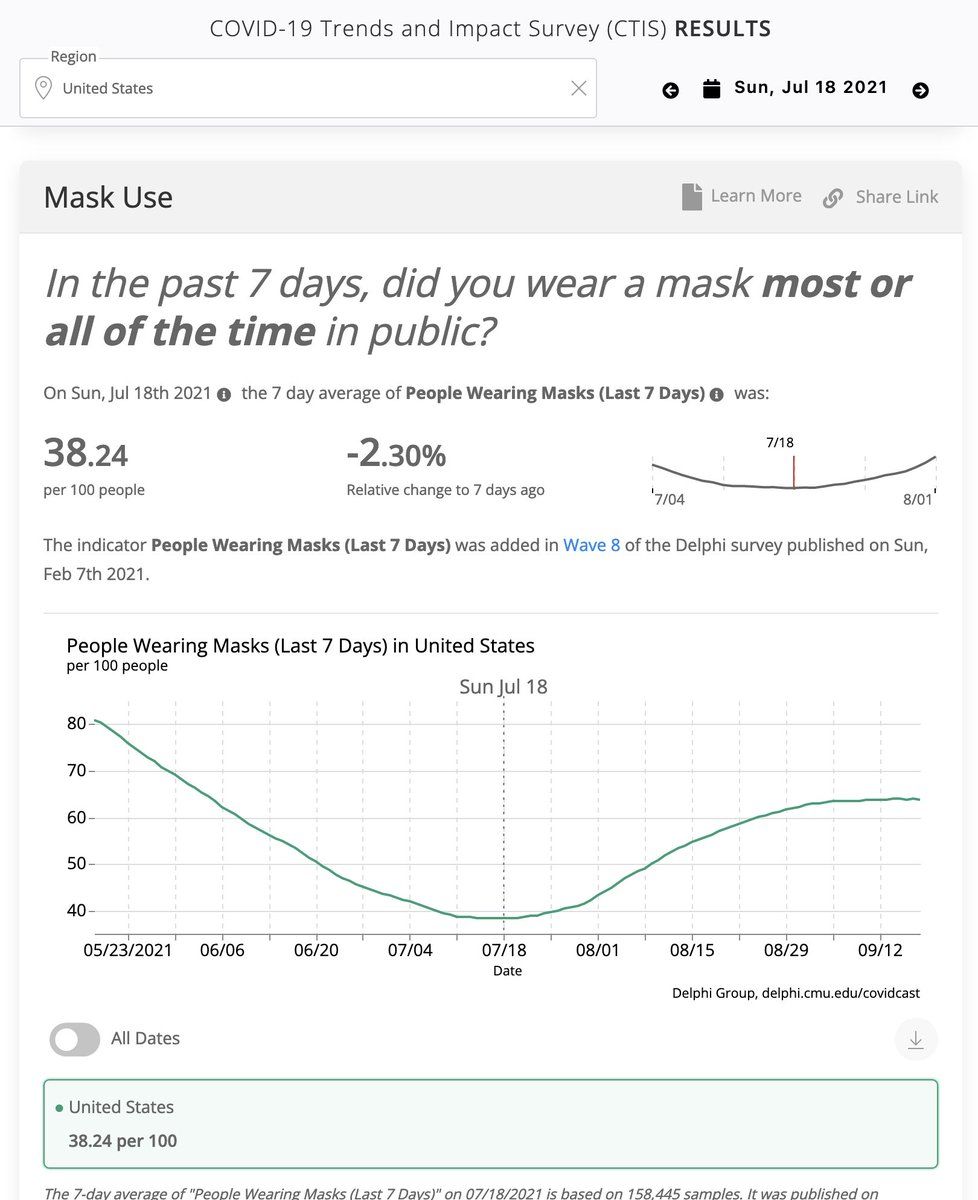 COVID-19 Trends and Impact Survey (CTIS) RESULTS
Region
United States
Sun, Jul 18 2021
Mask Use
Learn More
Share Link
In the past 7 days, did you wear a mask most or
all of the time in public?
On Sun, Jul 18th 2021 the 7 day average of People Wearing Masks (Last 7 Days) was:
38.24
per 100 people
-2.30%
Relative change to 7 days ago
7/18
7/04
8/01
The indicator People Wearing Masks (Last 7 Days) was added in Wave 8 of the Delphi survey published on Sun,
Feb 7th 2021.
People Wearing Masks (Last 7 Days) in United States
per 100 people
Sun Jul 18
80
70
60
50
40
05/23/2021 06/06 06/20 07/04 07/18 08/01 08/15 08/29 09/12
Date
Delphi Group, delphi.cmu.edu/covidcast
All Dates
United States
38.24 per 100
The 7-day average of "People Wearing Masks (Last 7 Days)" on 07/18/2021 is based on 158,445 samples. It was published on